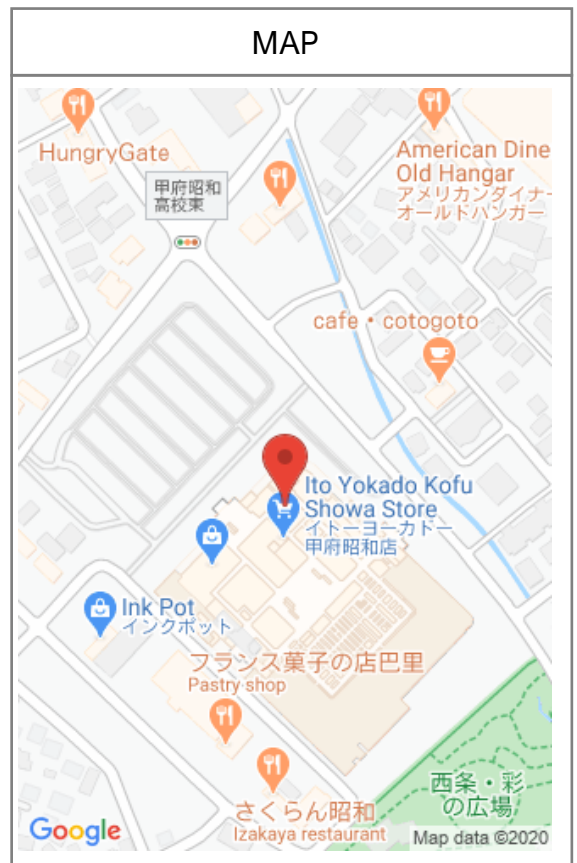 MAP
HungryGate
American Dine
Old Hangar
アメリカンダイナー
オールドハンガー
甲府昭和
高校東
cafe・cotogoto
Ito Yokado Kofu
Showa Store
イトーヨーカドー
甲府昭和店
Ink Pot
インクポット
フランス菓子の店巴里
Pastry shop
西条・彩
の広場
さくらん昭和
Izakaya restaurant
Google
Map data ©2020